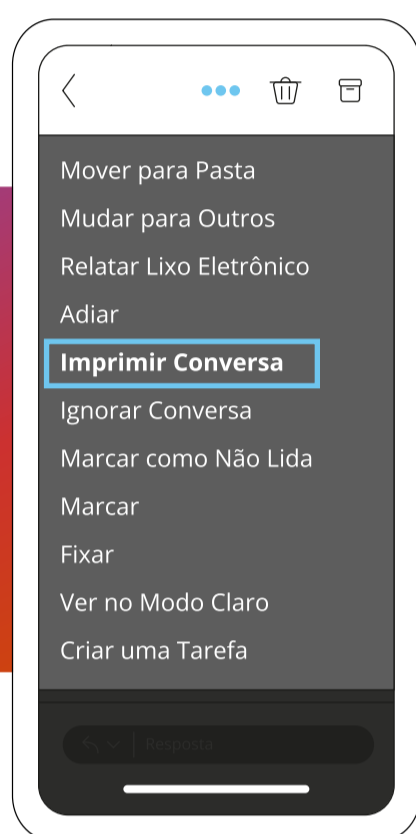 Mover para Pasta
Mudar para Outros
Relatar Lixo Eletrônico
Adiar
Imprimir Conversa
Ignorar Conversa
Marcar como Não Lida
Marcar
Fixar
Ver no Modo Claro
Criar uma Tarefa
Resposta